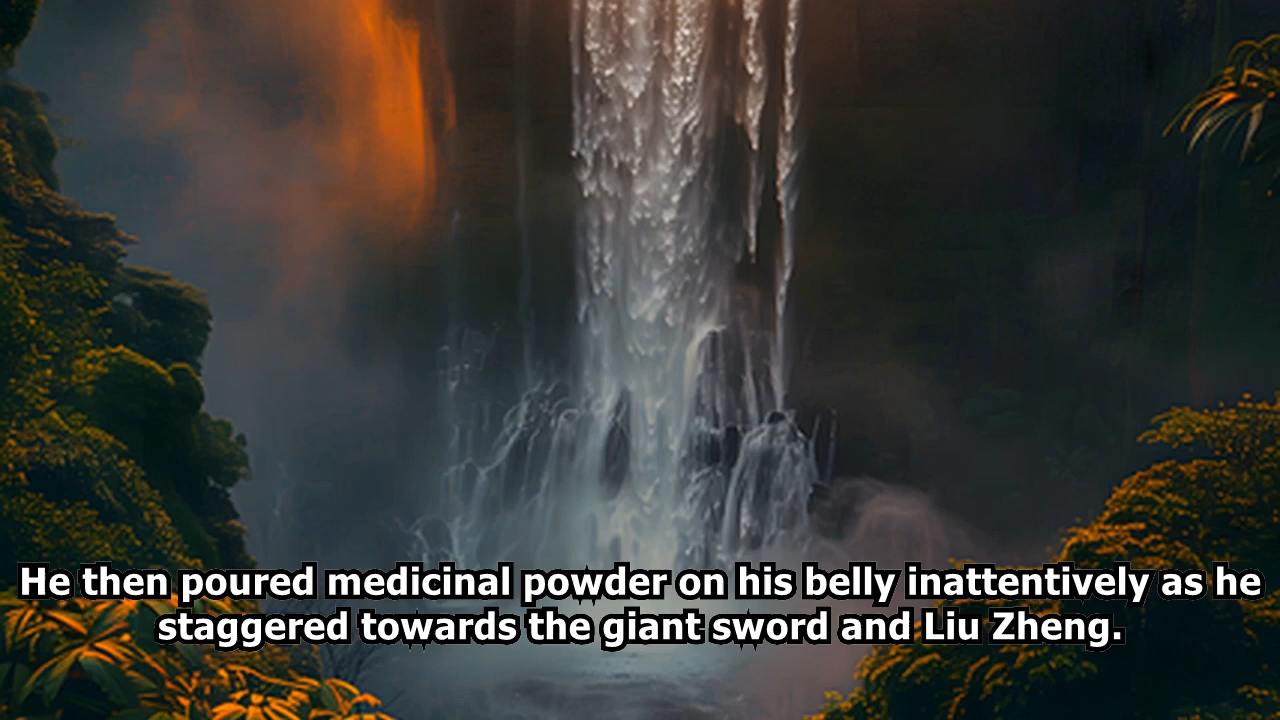 He then poured medicinal powder on his belly inattentively as he
staggered towards the giant sword and Liu Zheng.